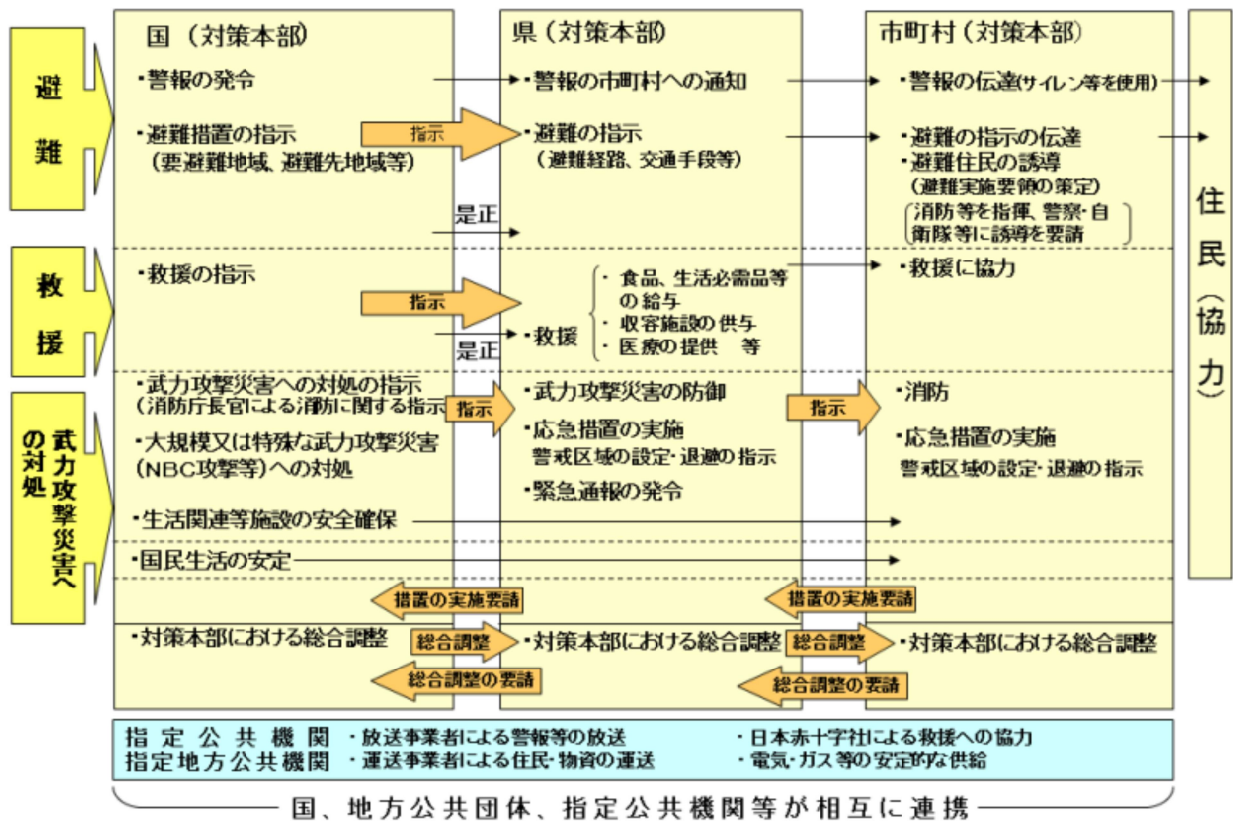 避難
救援
武力攻撃災害へ
の対処
国（対策本部）
・警報の発令
・避難措置の指示
（要避難地域、避難先地域等）
・救援の指示
・武力攻撃災害への対処の指示
（消防庁長官による消防に関する指示
・大規模又は特殊な武力攻撃災害
（NBC攻撃等）への対処
・生活関連等施設の安全確保
・国民生活の安定
・対策本部における総合調整
指示
是正
指示
是正
指示
措置の実施要請
総合調整
総合調整の要請
県（対策本部）
・警報の市町村への通知
・避難の指示
（避難経路、交通手段等）
・救援
・食品、生活必需品等
の給与
・収容施設の供与
・医療の提供　等
・武力攻撃災害の防御
・応急措置の実施
警戒区域の設定・退避の指示
・緊急通報の発令
・対策本部における総合調整
指示
措置の実施要請
総合調整
総合調整の要請
市町村（対策本部）
・警報の伝達（サイレン等を使用）
・避難の指示の伝達
・避難住民の誘導
（避難実施要領の策定）
消防等を指揮、警察・自
衛隊等に誘導を要請
・救援に協力
・消防
・応急措置の実施
警戒区域の設定・退避の指示
・対策本部における総合調整
住民（協力）
指定公共機関
指定地方公共機関
・放送事業者による警報等の放送
・運送事業者による住民・物資の運送
・日本赤十字社による救援への協力
・電気・ガス等の安定的な供給
国、地方公共団体、指定公共機関等が相互に連携